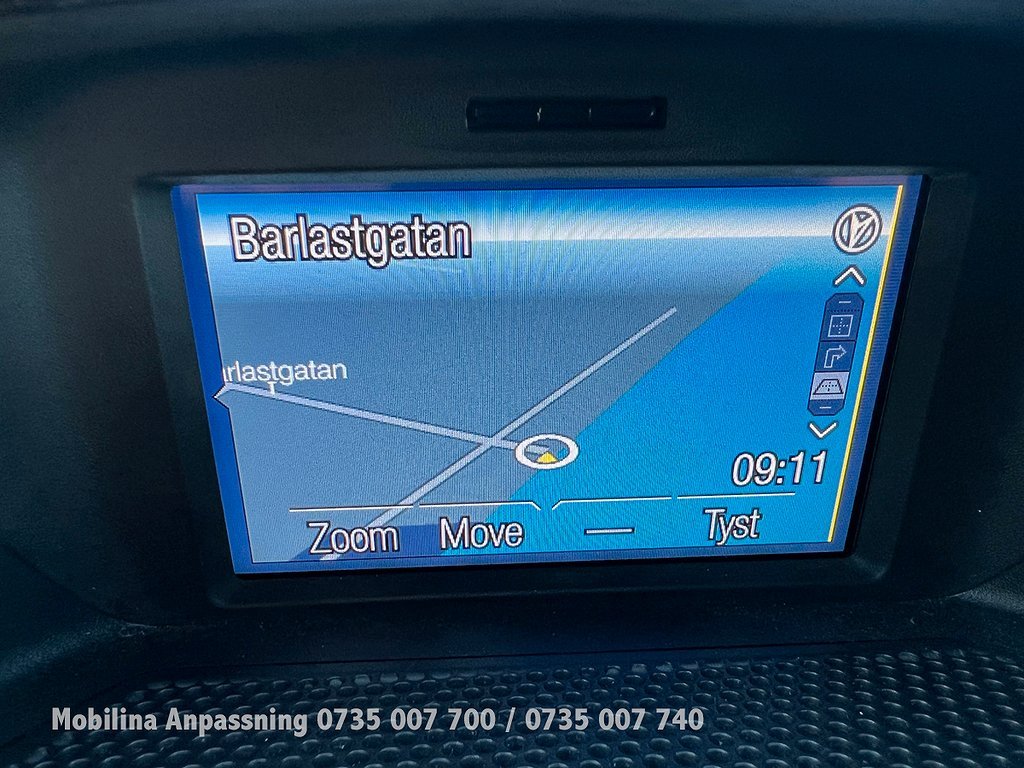 Barlastgatan
rlastgatan
09:11
Zoom Move — Tyst
Mobilina Anpassning 0735 007 700 / 0735 007 740